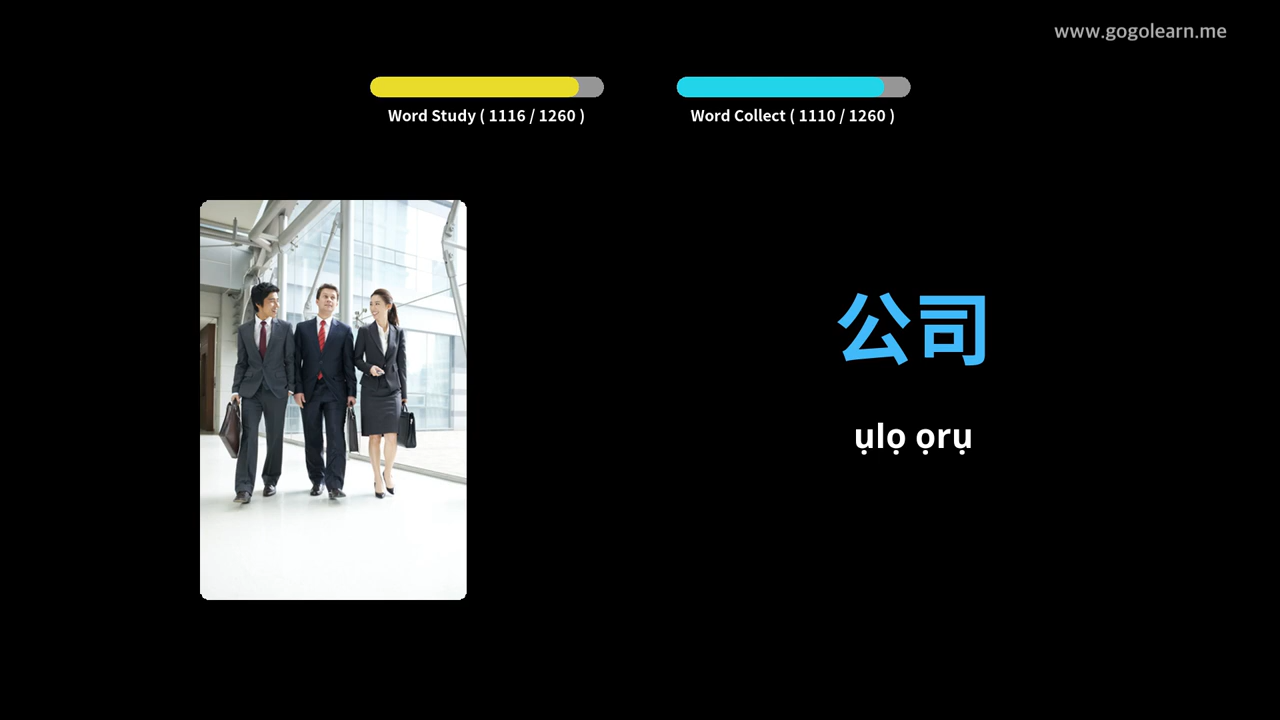 www.gogolearn.me
Word Study ( 1116 / 1260 )
Word Collect ( 1110 / 1260 )
公司
ụlọ ọrụ